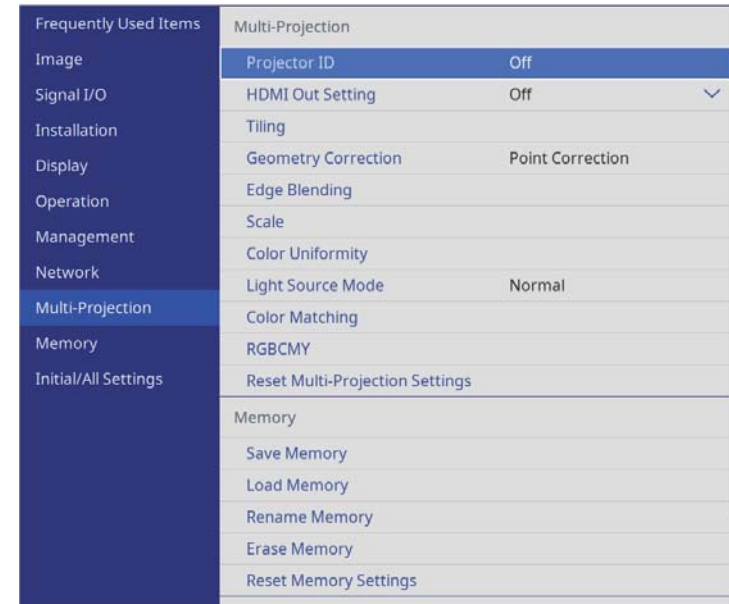 Frequently Used Items
Image
Signal I/O
Installation
Display
Operation
Management
Network
Multi-Projection
Memory
Initial/All Settings
Multi-Projection
Projector ID Off
HDMI Out Setting Off
Tiling
Geometry Correction Point Correction
Edge Blending
Scale
Color Uniformity
Light Source Mode Normal
Color Matching
RGBCMY
Reset Multi-Projection Settings
Memory
Save Memory
Load Memory
Rename Memory
Erase Memory
Reset Memory Settings